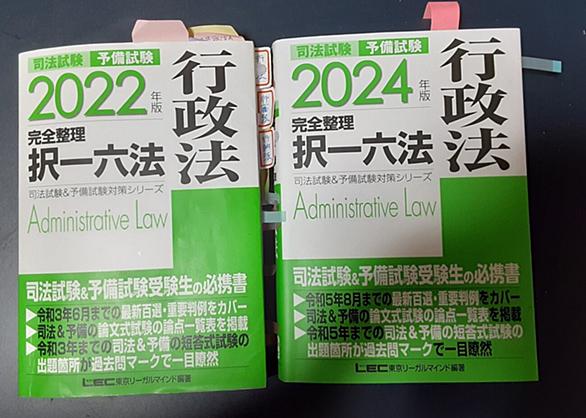 司法試験 予備試験
2022年版
行政法
完全整理
択一六法
司法試験&予備試験対策シリーズ
Administrative Law
司法試験&予備試験受験生の必携書
▶令和3年6月までの最新百選・重要判例をカバー
▶司法&予備の論文式試験の論点一覧表を掲載
▶令和3年までの司法&予備の短答式試験の
出題箇所が過去問マークで一目瞭然
LEC東京リーガルマインド編著
司法試験 予備試験
2024年版
行政法
完全整理
択一六法
司法試験&予備試験対策シリーズ
Administrative Law
司法試験&予備試験受験生の必携書
▶令和5年8月までの最新百選・重要判例をカバー
▶司法&予備の論文式試験の論点一覧表を掲載
▶令和5年までの司法&予備の短答式試験の
出題箇所が過去問マークで一目瞭然
LEC東京リーガルマインド編著